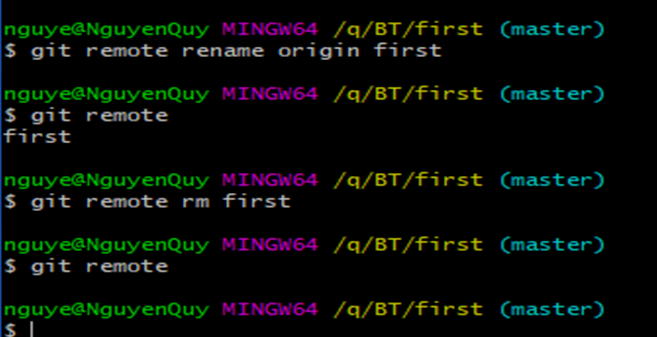 nguye@NguyenQuy MINGW64 /q/BT/first (master)
$ git remote rename origin first
nguye@NguyenQuy MINGW64 /q/BT/first (master)
$ git remote
first
nguye@NguyenQuy MINGW64 /q/BT/first (master)
$ git remote rm first
nguye@NguyenQuy MINGW64 /q/BT/first (master)
$ git remote
nguye@NguyenQuy MINGW64 /q/BT/first (master)
$